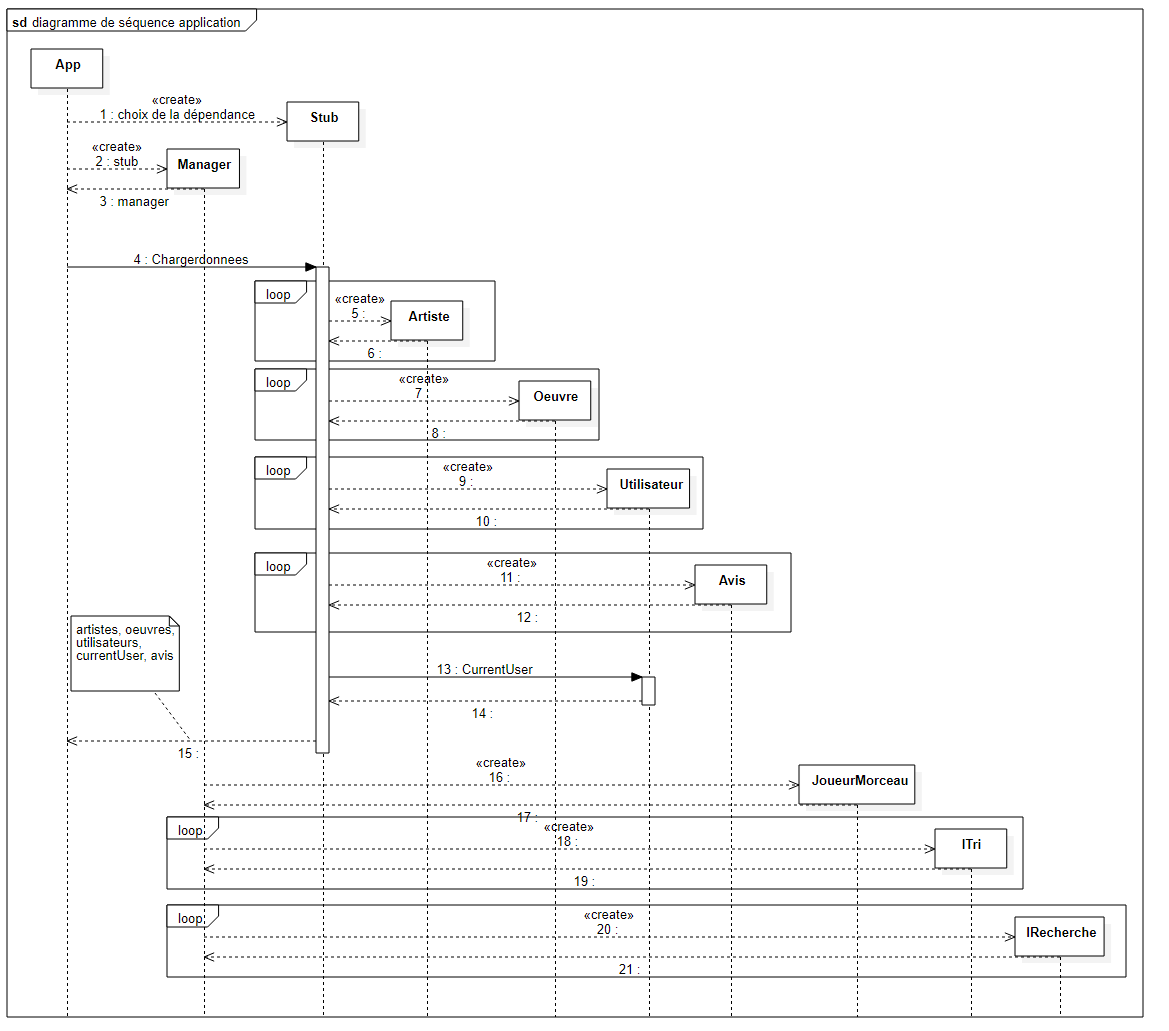 sd diagramme de séquence application
App
«create»
1 : choix de la dépendance
Stub
«create»
2 : stub
Manager
3 : manager
4 : Chargerdonnees
loop
«create»
5 :
Artiste
6 :
loop
«create»
7
Oeuvre
8 :
loop
«create»
9 :
Utilisateur
10 :
loop
«create»
11 :
Avis
12 :
artistes, oeuvres,
utilisateurs,
currentUser, avis
13 : CurrentUser
14 :
15 :
«create»
16 :
JoueurMorceau
17 :
loop
«create»
18 :
ITri
19 :
loop
«create»
20 :
IRecherche
21 :